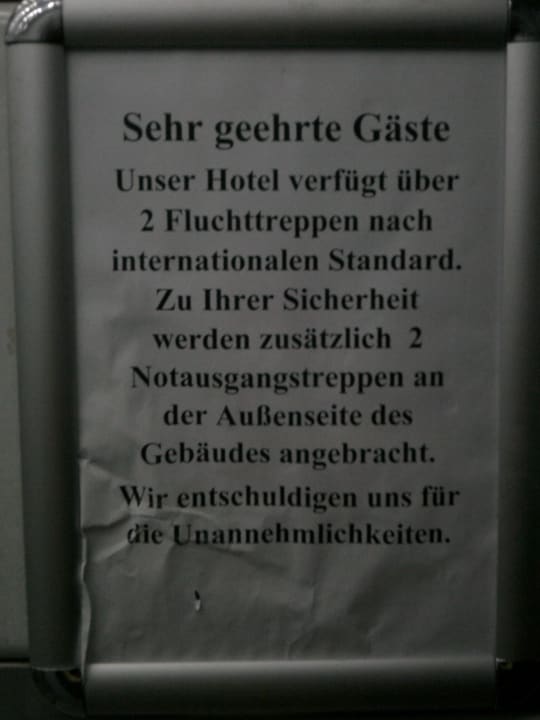 Sehr geehrte Gäste
Unser Hotel verfügt über
2 Fluchttreppen nach
internationalen Standard.
Zu Ihrer Sicherheit
werden zusätzlich 2
Notausgangstreppen an
der Außenseite des
Gebäudes angebracht.
Wir entschuldigen uns für
die Unannehmlichkeiten.